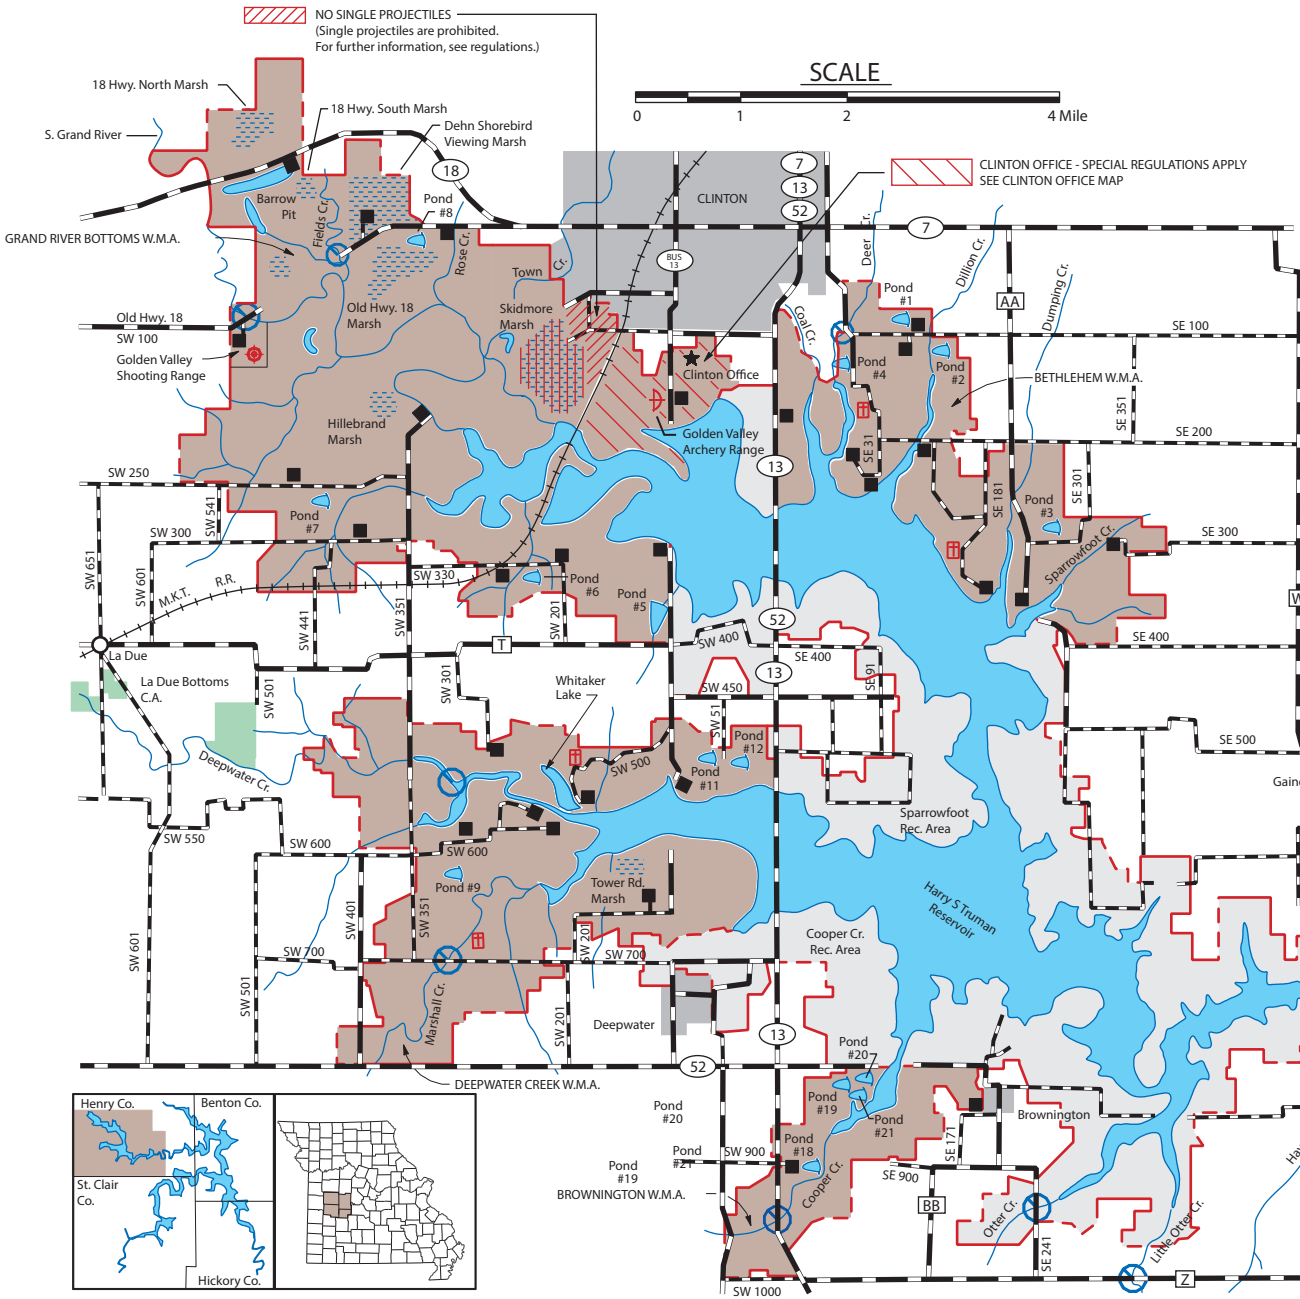 NO SINGLE PROJECTILES
(Single projectiles are prohibited.
For further information, see regulations.)
SCALE
0 1 2 4 Mile
18 Hwy. North Marsh
18 Hwy. South Marsh
S. Grand River
Dehn Shorebird
Viewing Marsh
18
7
13
52
CLINTON OFFICE - SPECIAL REGULATIONS APPLY
SEE CLINTON OFFICE MAP
CLINTON
Barrow
Pit
Fields Cr.
Pond
#8
Rose Cr.
GRAND RIVER BOTTOMS W.M.A.
7
Deer Cr.
Dillion Cr.
Dumping Cr.
BUS
13
Town
Cr.
AA
Pond
#1
Old Hwy. 18
SW 100
Old Hwy. 18
Marsh
Skidmore
Marsh
Coal Cr.
SE 100
Golden Valley
Shooting Range
Clinton Office
Pond
#4
Pond
#2
BETHLEHEM W.M.A.
SE 351
Hillebrand
Marsh
Golden Valley
Archery Range
SE 31
SE 200
SW 250
13
SE 181
SE 301
Pond
#3
Pond
#7
SW 541
SW 300
SE 300
Sparrowfoot Cr.
SW 651
SW 601
M.K.T.
R.R.
SW 330
Pond
#6
Pond
#5
SW 441
SW 351
SW 201
52
SW 400
SE 400
SE 400
W
T
La Due
La Due Bottoms
C.A.
SW 501
SW 301
Whitaker
Lake
13
SE 91
SW 450
SW 51
Pond
#12
SE 500
Deepwater Cr.
SW 500
Pond
#11
Gain
SW 550
SW 600
SW 600
Sparrowfoot
Rec. Area
Pond #9
Tower Rd.
Marsh
Harry S Truman
Reservoir
SW 401
SW 351
SW 601
SW 700
SW 201
SW 700
Cooper Cr.
Rec. Area
SW 501
Marshall Cr.
SW 201
Deepwater
13
Pond
#20
7
52
DEEPWATER CREEK W.M.A.
Pond
#19
Pond
#20
Pond
#21
Brownington
Henry Co.
Benton Co.
St. Clair
Co.
Hickory Co.
Pond
#18
SE 171
Pond
#21
SW 900
Pond
#19
SE 900
BROWNINGTON W.M.A.
Cooper Cr.
BB
Otter Cr.
SE 241
Little Otter Cr.
Ha
Z
SW 1000